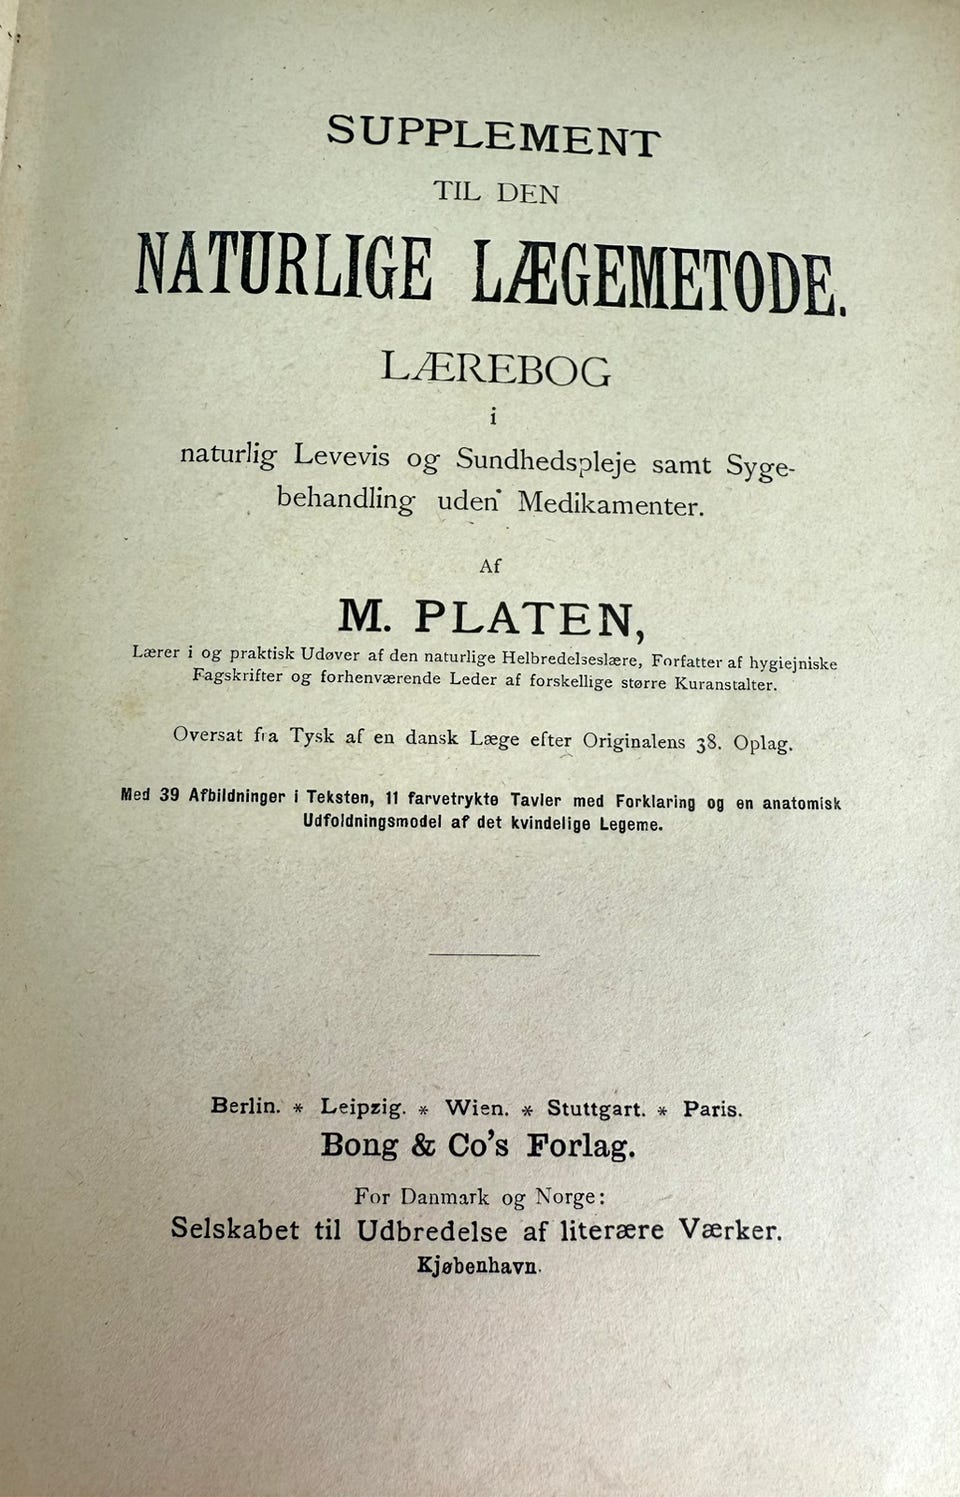 SUPPLEMENT
TIL DEN
NATURLIGE LÆGEMETODE.
LÆREBOG
i
naturlig Levevis og Sundhedspleje samt Syge-
behandling uden Medikamenter.
Af
M. PLATEN,
Lærer i og praktisk Udøver af den naturlige Helbredelseslære, Forfatter af hygiejniske
Fagskrifter og forhenværende Leder af forskellige større Kuranstalter.
Oversat fra Tysk af en dansk Læge efter Originalens 38. Oplag.
Med 39 Afbildninger i Teksten, 11 farvetrykte Tavler med Forklaring og en anatomisk
Udfoldningsmodel af det kvindelige Legeme.
Berlin. * Leipzig. * Wien. * Stuttgart. * Paris.
Bong & Co's Forlag.
For Danmark og Norge:
Selskabet til Udbredelse af literære Værker.
Kjøbenhavn.